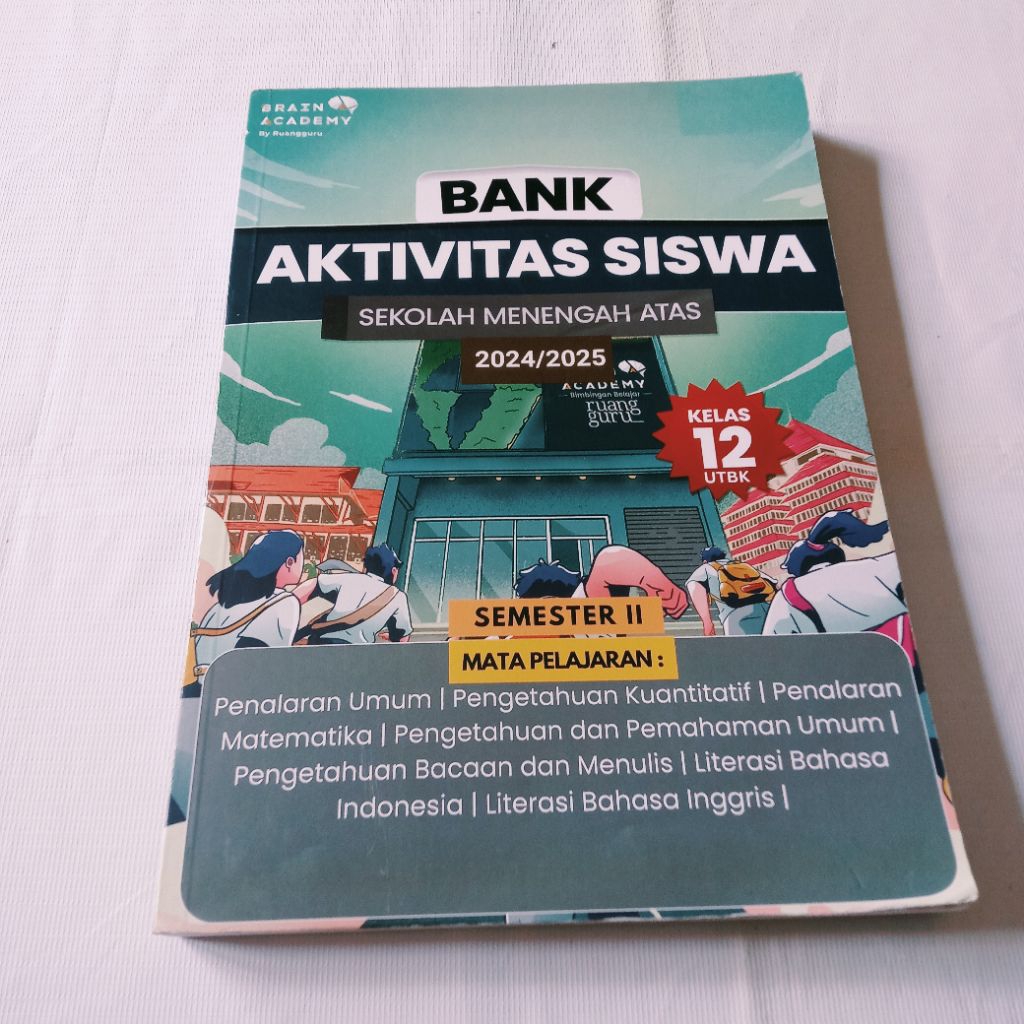 BRAIN
ACADEMY
By Ruangguru
BANK
AKTIVITAS SISWA
SEKOLAH MENENGAH ATAS
2024/2025
ACADEMY
Bimbingan Belajar
ruang
guru
KELAS
12
UTBK
SEMESTER II
MATA PELAJARAN :
Penalaran Umum | Pengetahuan Kuantitatif | Penalaran
Matematika | Pengetahuan dan Pemahaman Umum |
Pengetahuan Bacaan dan Menulis | Literasi Bahasa
Indonesia | Literasi Bahasa Inggris |